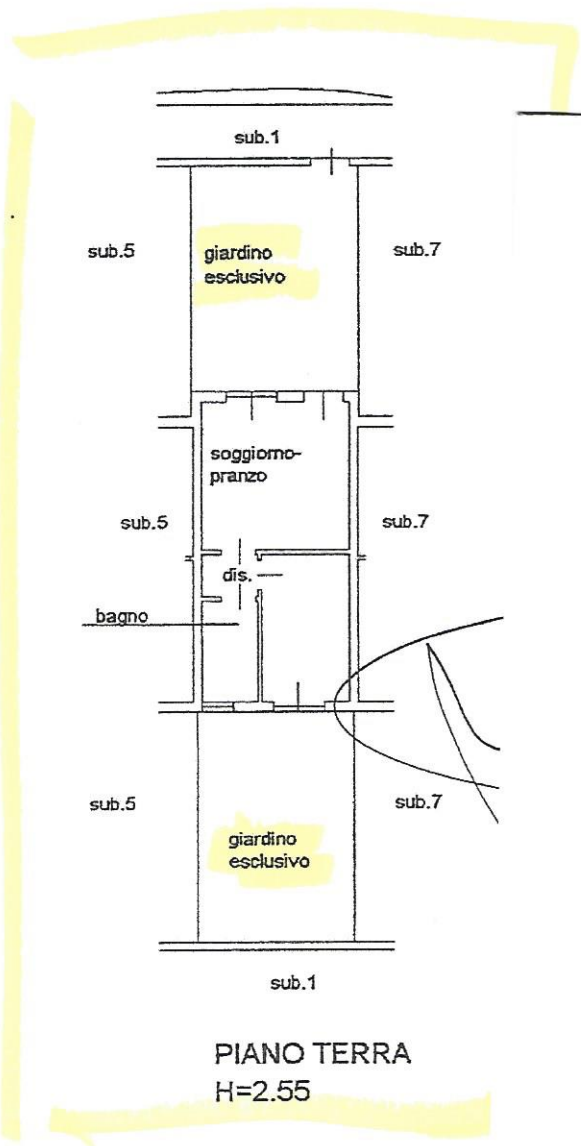 sub.1
sub.5
giardino
esclusivo
sub.7
soggiorno-
pranzo
sub.5
sub.7
dis.
bagno
sub.5
sub.7
giardino
esclusivo
sub.1
PIANO TERRA
H=2.55